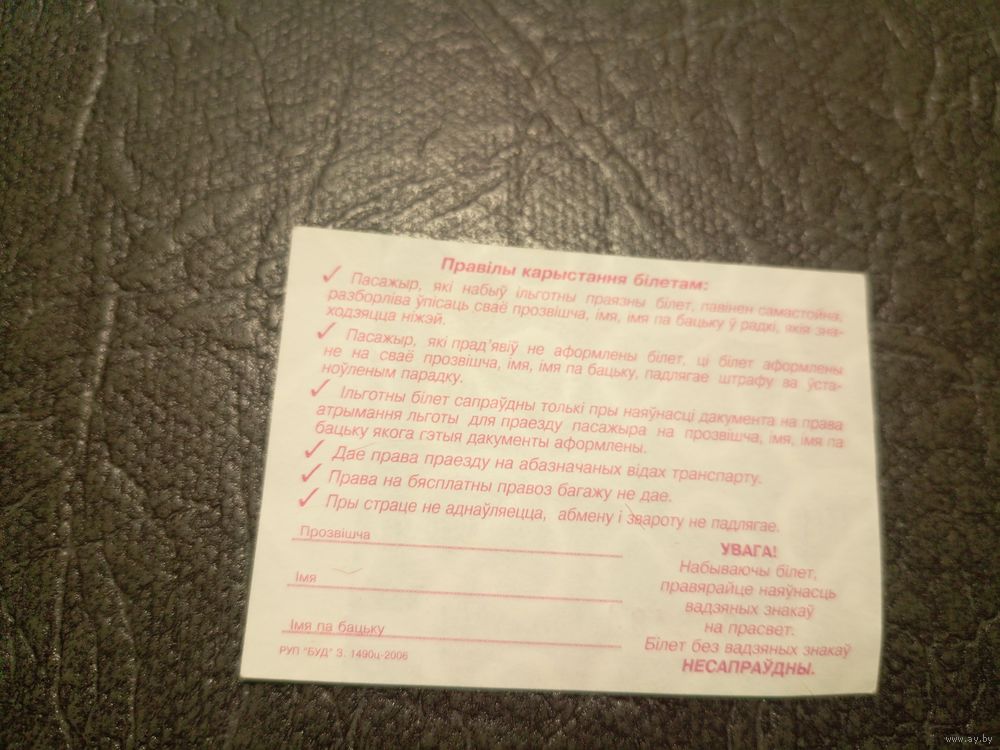 Правілы карыстання білетам:
✓ Пасажыр, які набыў ільготны праязны білет, павінен самастойна,
разборліва ўпісаць сваё прозвішча, імя, імя па бацьку ў радкі, якія зна-
ходзяцца ніжэй.
✓ Пасажыр, які прад'явіў не аформлены білет, ці білет аформлены
не на сваё прозвішча, імя, імя па бацьку, падлягае штрафу ва ўста-
ноўленым парадку.
✓ Ільготны білет сапраўдны толькі пры наяўнасці дакумента на права
атрымання льготы для праезду пасажыра на прозвішча, імя, імя па
бацьку якога гэтыя дакументы аформлены.
✓ Дае права праезду на абазначаных відах транспарту.
✓ Права на бясплатны правоз багажу не дае.
✓ Пры страце не аднаўляецца, абмену і звароту не падлягае.
Прозвішча
Імя
Імя па бацьку
РУП "БУД" З. 1490ц-2006
УВАГА!
Набываючы білет,
правярайце наяўнасць
вадзяных знакаў
на прасвет.
Білет без вадзяных знакаў
НЕСАПРАЎДНЫ.
www.ay.by